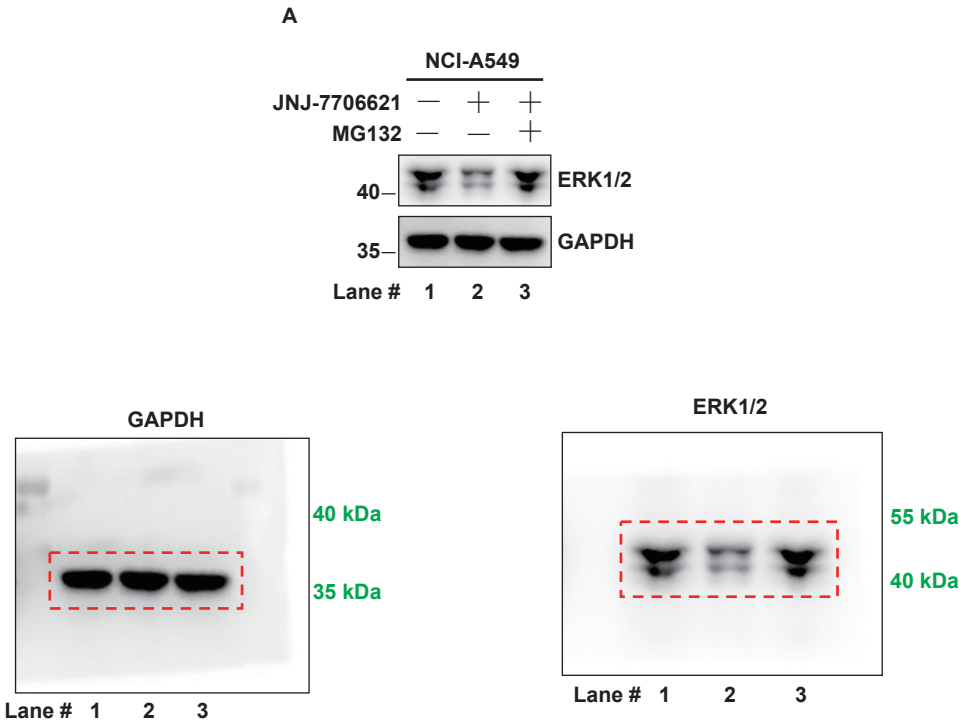 A
NCI-A549
JNJ-7706621 — + +
MG132 — — +
ERK1/2
40
GAPDH
35
Lane # 1 2 3
GAPDH
40 kDa
35 kDa
Lane # 1 2 3
ERK1/2
55 kDa
40 kDa
Lane # 1 2 3